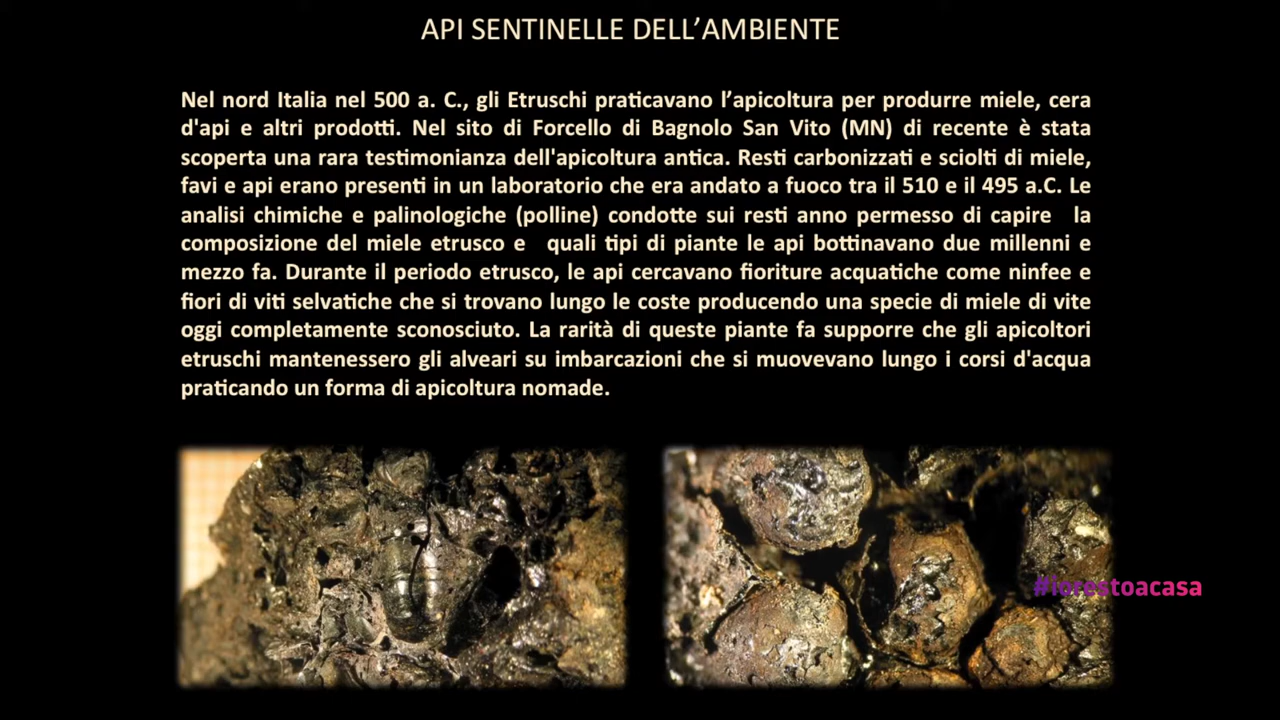 API SENTINELLE DELL’AMBIENTE
Nel nord Italia nel 500 a. C., gli Etruschi praticavano l’apicoltura per produrre miele, cera
d'api e altri prodotti. Nel sito di Forcello di Bagnolo San Vito (MN) di recente è stata
scoperta una rara testimonianza dell'apicoltura antica. Resti carbonizzati e sciolti di miele,
favi e api erano presenti in un laboratorio che era andato a fuoco tra il 510 e il 495 a.C. Le
analisi chimiche e palinologiche (polline) condotte sui resti anno permesso di capire la
composizione del miele etrusco e quali tipi di piante le api bottinavano due millenni e
mezzo fa. Durante il periodo etrusco, le api cercavano fioriture acquatiche come ninfee e
fiori di viti selvatiche che si trovano lungo le coste producendo una specie di miele di vite
oggi completamente sconosciuto. La rarità di queste piante fa supporre che gli apicoltori
etruschi mantenessero gli alveari su imbarcazioni che si muovevano lungo i corsi d'acqua
praticando un forma di apicoltura nomade.
#iorestoacasa